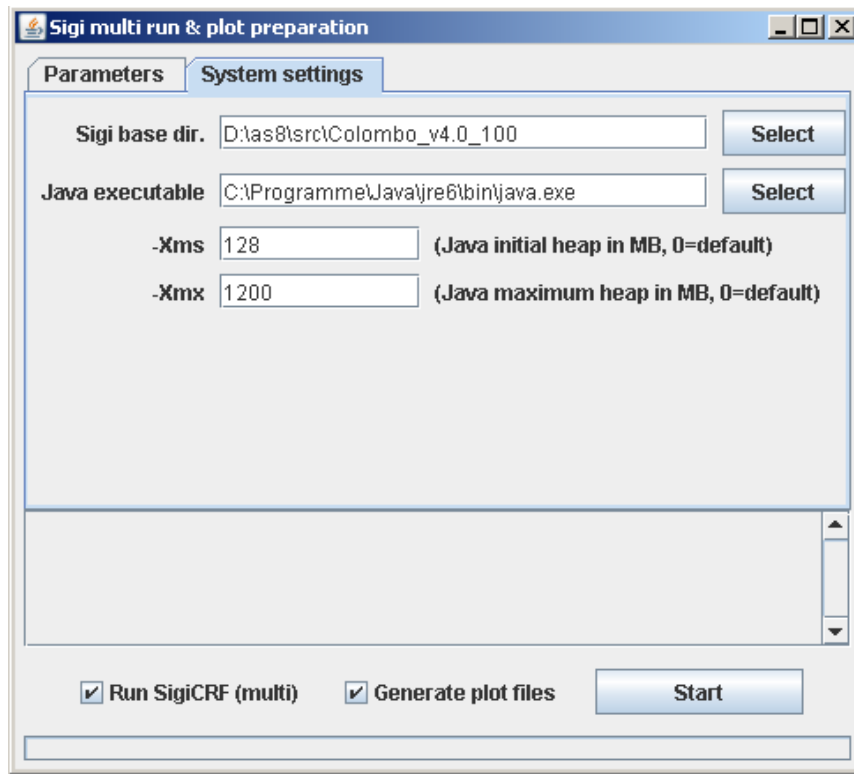 Sigi multi run & plot preparation
Parameters System settings
Sigi base dir. D:\as8\src\Colombo_v4.0_100 Select
Java executable C:\Programme\Java\jre6\bin\java.exe Select
-Xms 128 (Java initial heap in MB, 0=default)
-Xmx 1200 (Java maximum heap in MB, 0=default)
Run SigiCRF (multi) Generate plot files Start